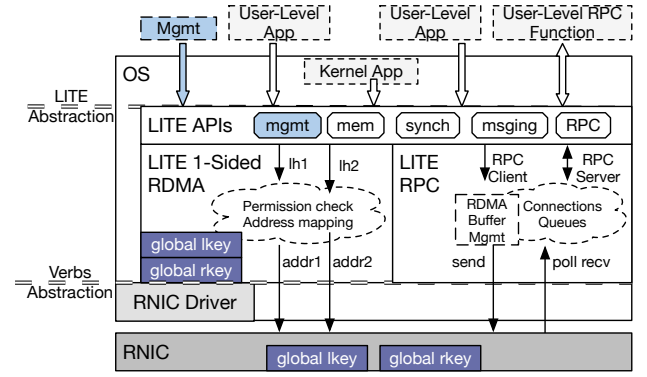 Mgmt
User-Level
App
User-Level
App
User-Level RPC
Function
OS
Kernel App
LITE
Abstraction
LITE APIs
mgmt
mem
synch
msging
RPC
LITE 1-Sided
RDMA
lh1
lh2
LITE
RPC
RPC
Client
RPC
Server
Permission check
Address mapping
RDMA
Buffer
Mgmt
Connections
Queues
global lkey
global rkey
addr1
addr2
send
poll recv
Verbs
Abstraction
RNIC Driver
RNIC
global lkey
global rkey